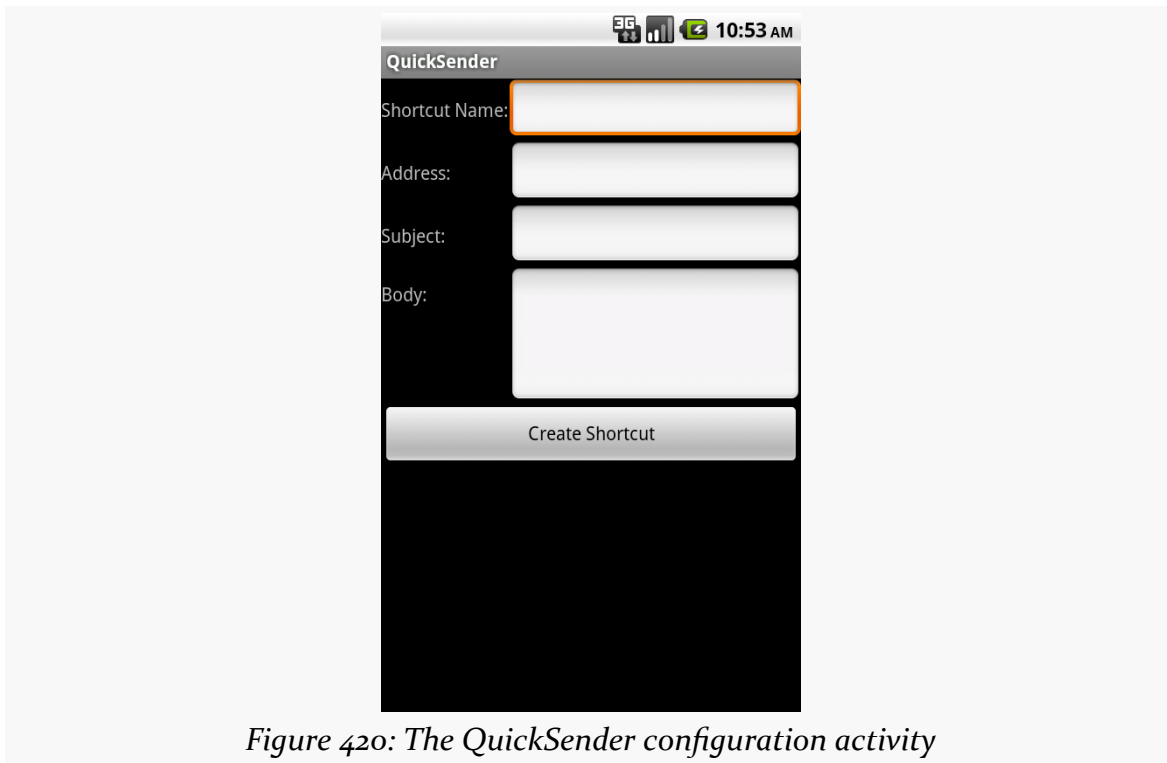 3G 10:53 AM
QuickSender
Shortcut Name:
Address:
Subject:
Body:
Create Shortcut
Figure 420: The QuickSender configuration activity